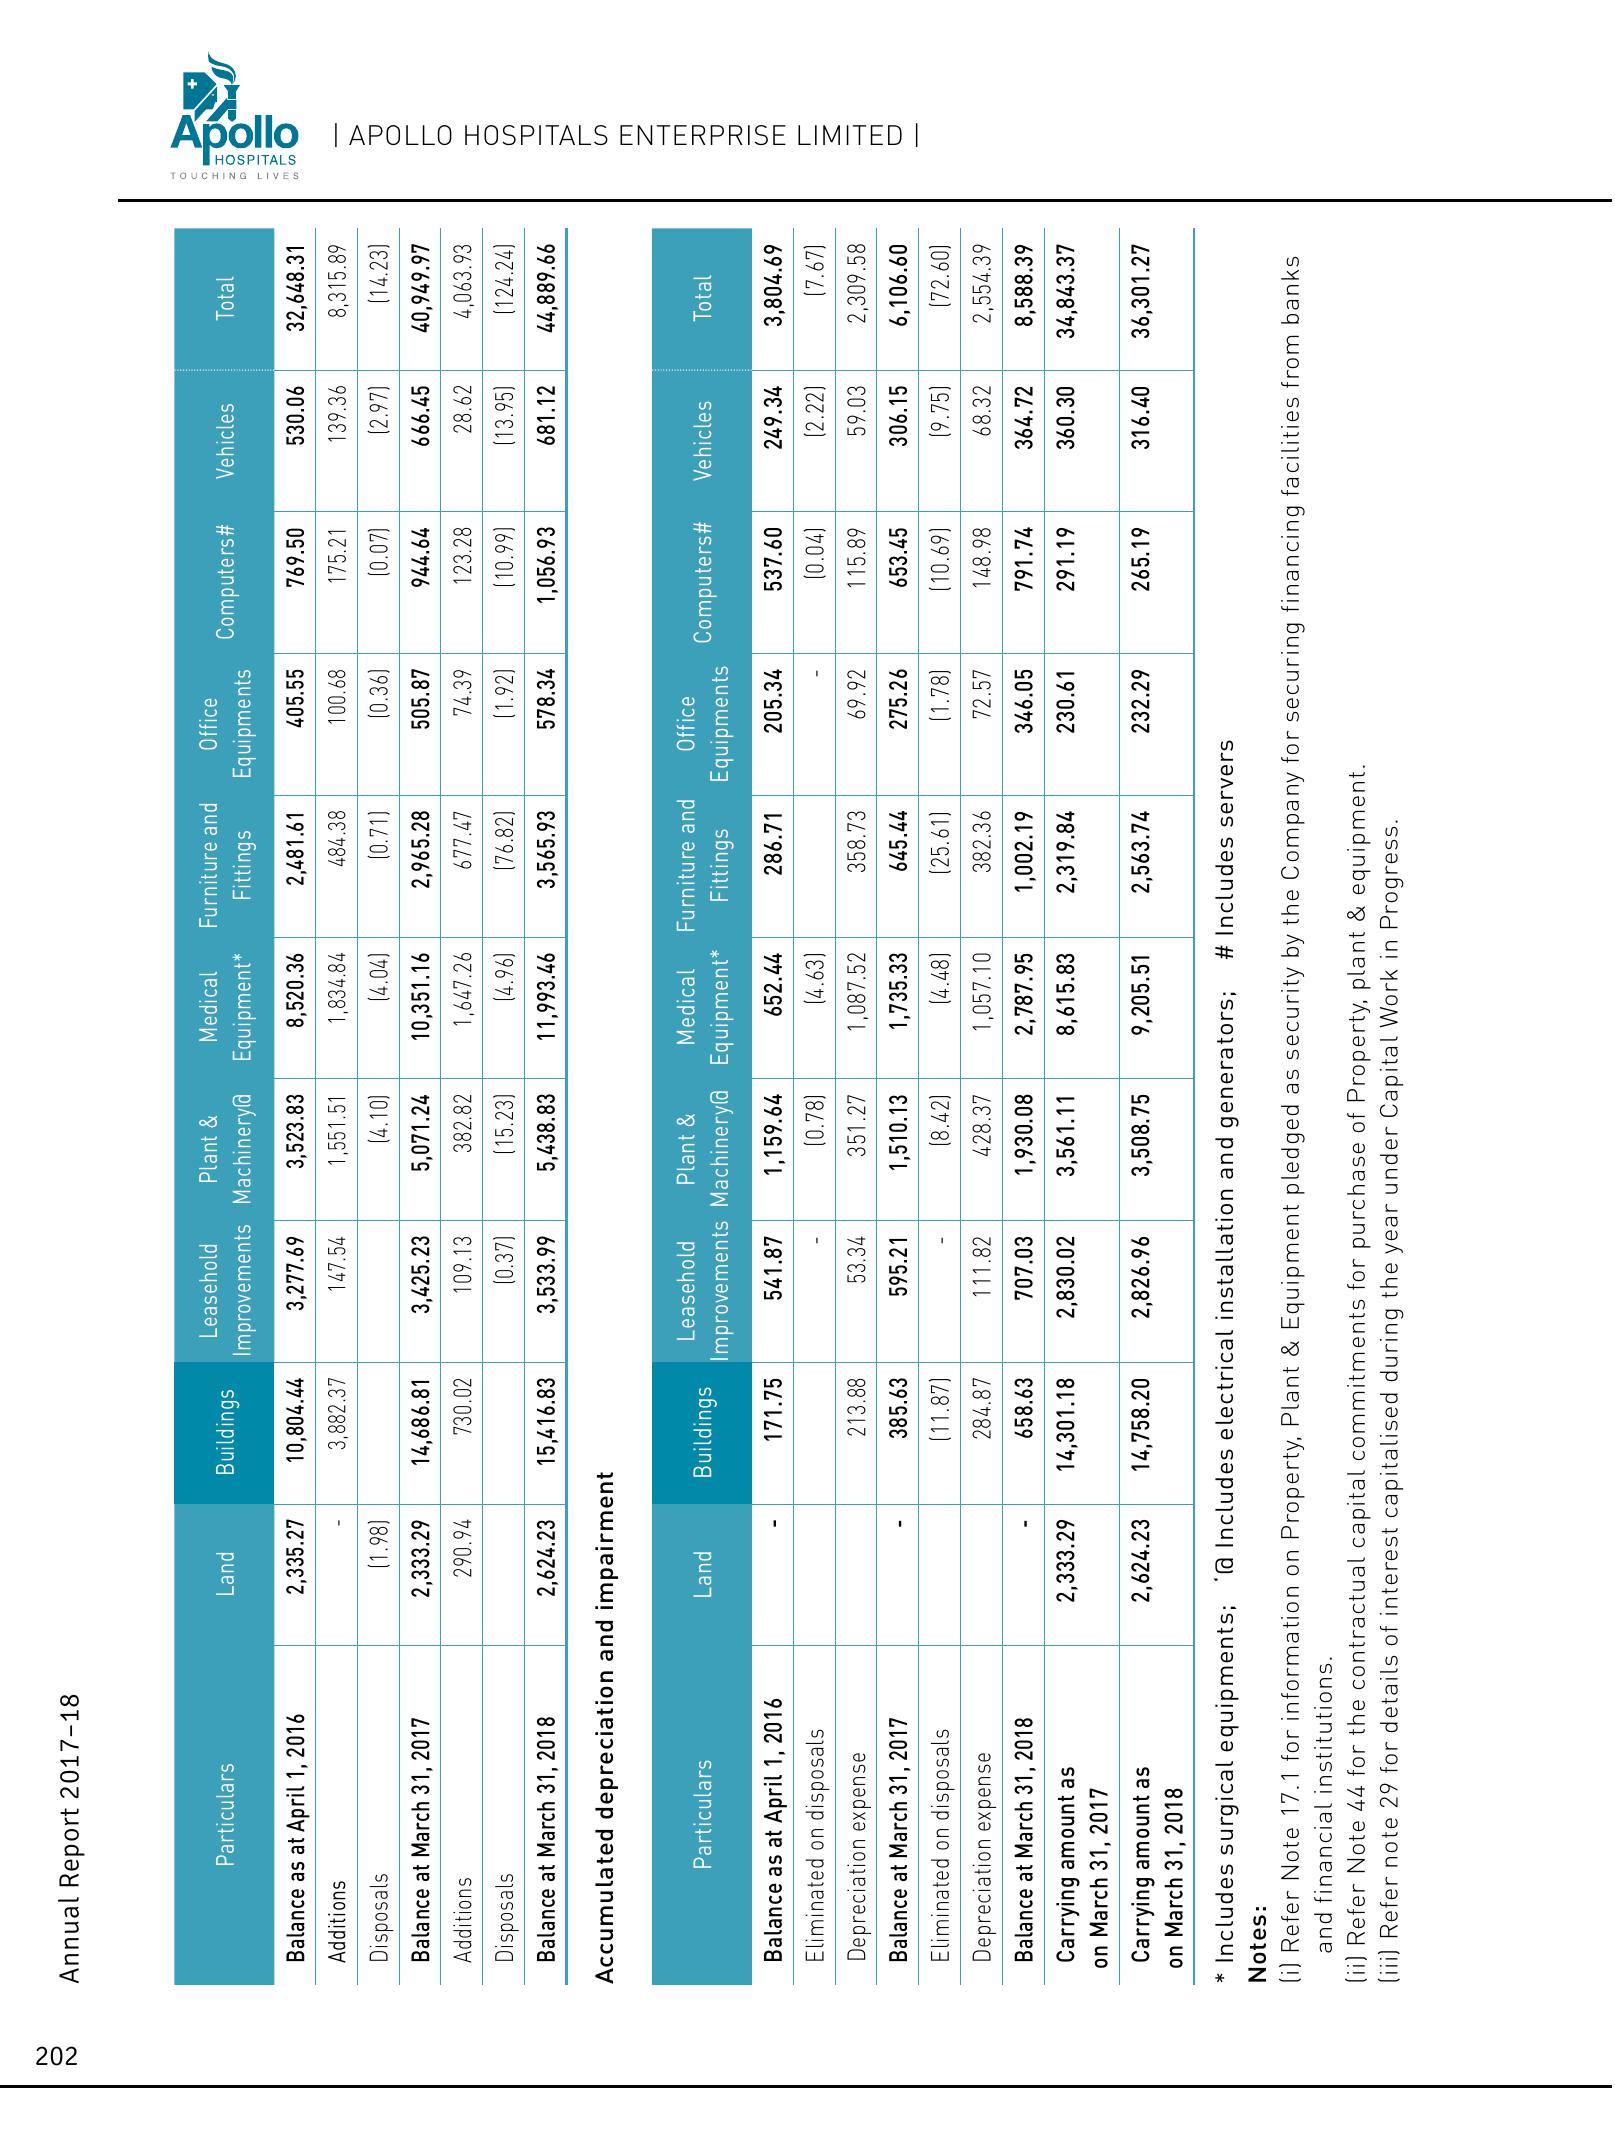 Apollo
HOSPITALS
TOUCHING LIVES
| APOLLO HOSPITALS ENTERPRISE LIMITED |
Annual Report 2017–18
Particulars Land Buildings Leasehold Improvements Plant & Machinery@ Medical Equipment* Furniture and Fittings Office Equipments Computers# Vehicles Total
Balance as at April 1, 2016 2,335.27 10,804.44 3,277.69 3,523.83 8,520.36 2,481.61 405.55 769.50 530.06 32,648.31
Additions - 3,882.37 147.54 1,551.51 1,834.84 484.38 100.68 175.21 139.36 8,315.89
Disposals (1.98) (4.10) (4.04) (0.71) (0.36) (0.07) (2.97) (14.23)
Balance at March 31, 2017 2,333.29 14,686.81 3,425.23 5,071.24 10,351.16 2,965.28 505.87 944.64 666.45 40,949.97
Additions 290.94 730.02 109.13 382.82 1,647.26 677.47 74.39 123.28 28.62 4,063.93
Disposals (0.37) (15.23) (4.96) (76.82) (1.92) (10.99) (13.95) (124.24)
Balance at March 31, 2018 2,624.23 15,416.83 3,533.99 5,438.83 11,993.46 3,565.93 578.34 1,056.93 681.12 44,889.66
Accumulated depreciation and impairment
Particulars Land Buildings Leasehold Improvements Plant & Machinery@ Medical Equipment* Furniture and Fittings Office Equipments Computers# Vehicles Total
Balance as at April 1, 2016 - 171.75 541.87 1,159.64 652.44 286.71 205.34 537.60 249.34 3,804.69
Eliminated on disposals - (0.78) (4.63) - (0.04) (2.22) (7.67)
Depreciation expense 213.88 53.34 351.27 1,087.52 358.73 69.92 115.89 59.03 2,309.58
Balance at March 31, 2017 - 385.63 595.21 1,510.13 1,735.33 645.44 275.26 653.45 306.15 6,106.60
Eliminated on disposals (11.87) - (8.42) (4.48) (25.61) (1.78) (10.69) (9.75) (72.60)
Depreciation expense 284.87 111.82 428.37 1,057.10 382.36 72.57 148.98 68.32 2,554.39
Balance at March 31, 2018 - 658.63 707.03 1,930.08 2,787.95 1,002.19 346.05 791.74 364.72 8,588.39
Carrying amount as on March 31, 2017 2,333.29 14,301.18 2,830.02 3,561.11 8,615.83 2,319.84 230.61 291.19 360.30 34,843.37
Carrying amount as on March 31, 2018 2,624.23 14,758.20 2,826.96 3,508.75 9,205.51 2,563.74 232.29 265.19 316.40 36,301.27
* Includes surgical equipments; '@ Includes electrical installation and generators; # Includes servers
Notes:
(i) Refer Note 17.1 for information on Property, Plant & Equipment pledged as security by the Company for securing financing facilities from banks
and financial institutions.
(ii) Refer Note 44 for the contractual capital commitments for purchase of Property, plant & equipment.
(iii) Refer note 29 for details of interest capitalised during the year under Capital Work in Progress.
202